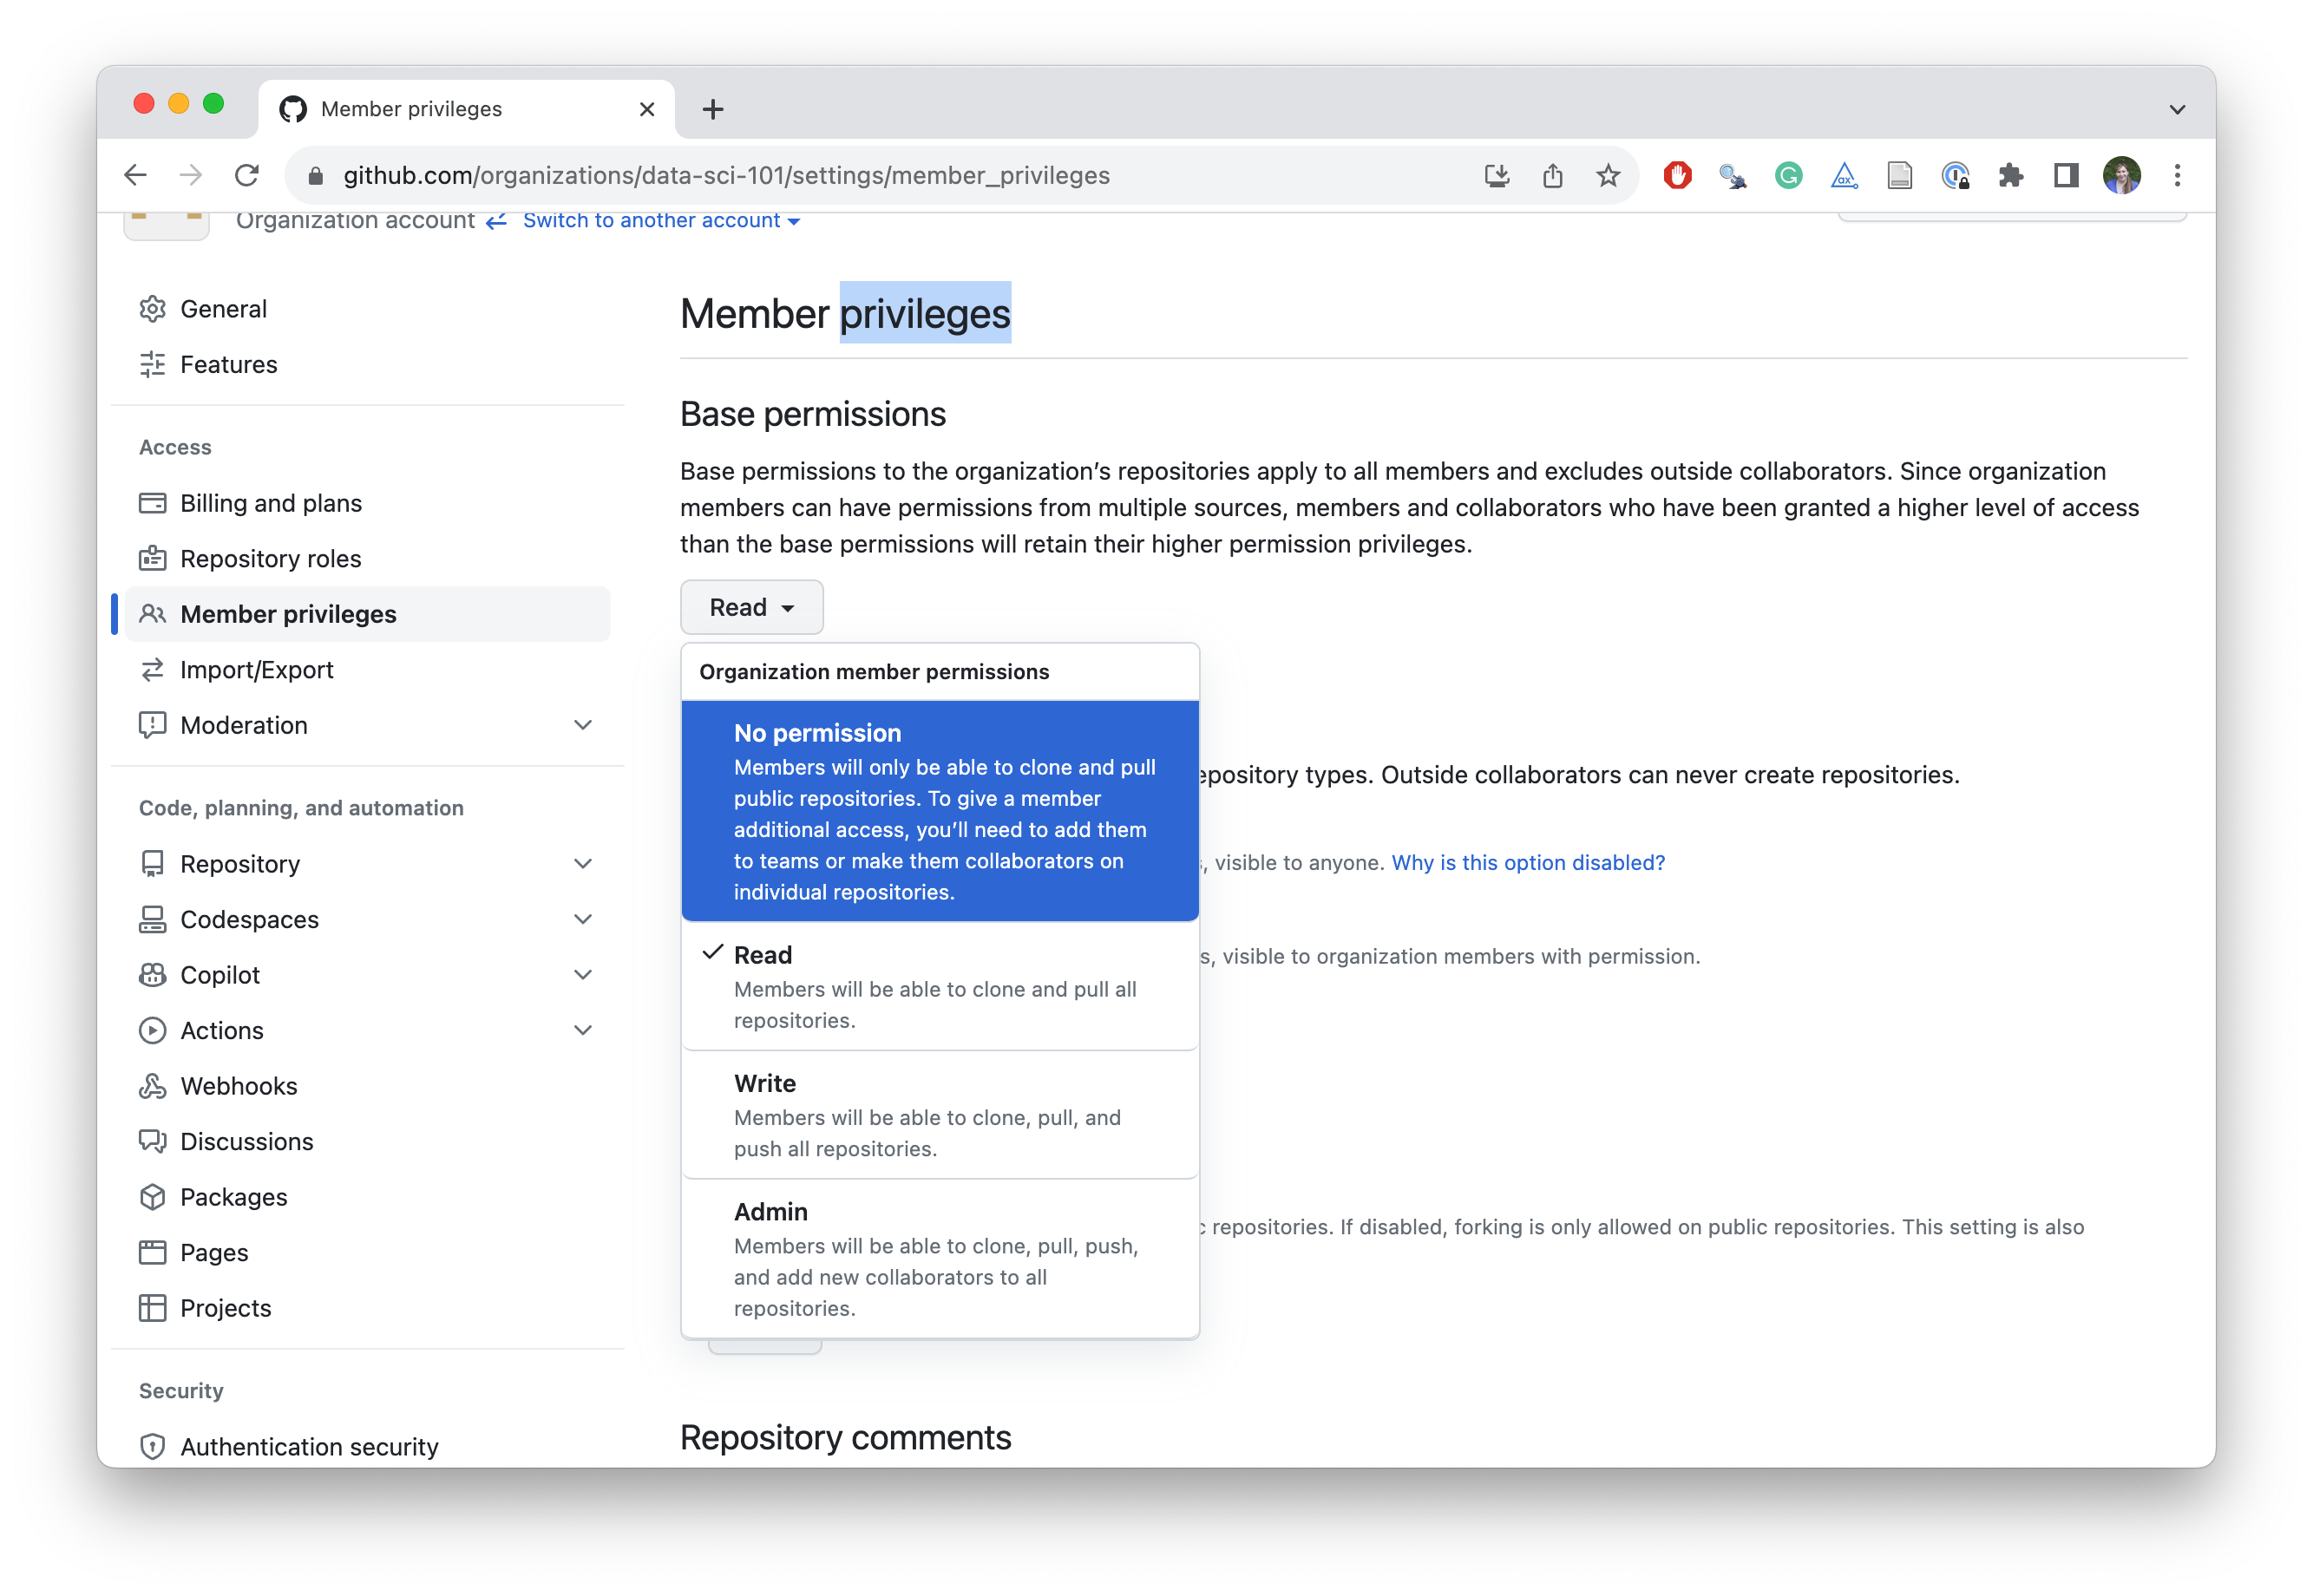 Member privileges
github.com/organizations/data-sci-101/settings/member_privileges
Organization account Switch to another account
General
Features
Access
Billing and plans
Repository roles
Member privileges
Import/Export
Moderation
Code, planning, and automation
Repository
Codespaces
Copilot
Actions
Webhooks
Discussions
Packages
Pages
Projects
Security
Authentication security
Member privileges
Base permissions
Base permissions to the organization’s repositories apply to all members and excludes outside collaborators. Since organization
members can have permissions from multiple sources, members and collaborators who have been granted a higher level of access
than the base permissions will retain their higher permission privileges.
Read
Organization member permissions
No permission
Members will only be able to clone and pull
public repositories. To give a member
additional access, you’ll need to add them
to teams or make them collaborators on
individual repositories.
Read
Members will be able to clone and pull all
repositories.
Write
Members will be able to clone, pull, and
push all repositories.
Admin
Members will be able to clone, pull, push,
and add new collaborators to all
repositories.
epository types. Outside collaborators can never create repositories.
, visible to anyone. Why is this option disabled?
s, visible to organization members with permission.
c repositories. If disabled, forking is only allowed on public repositories. This setting is also
Repository comments